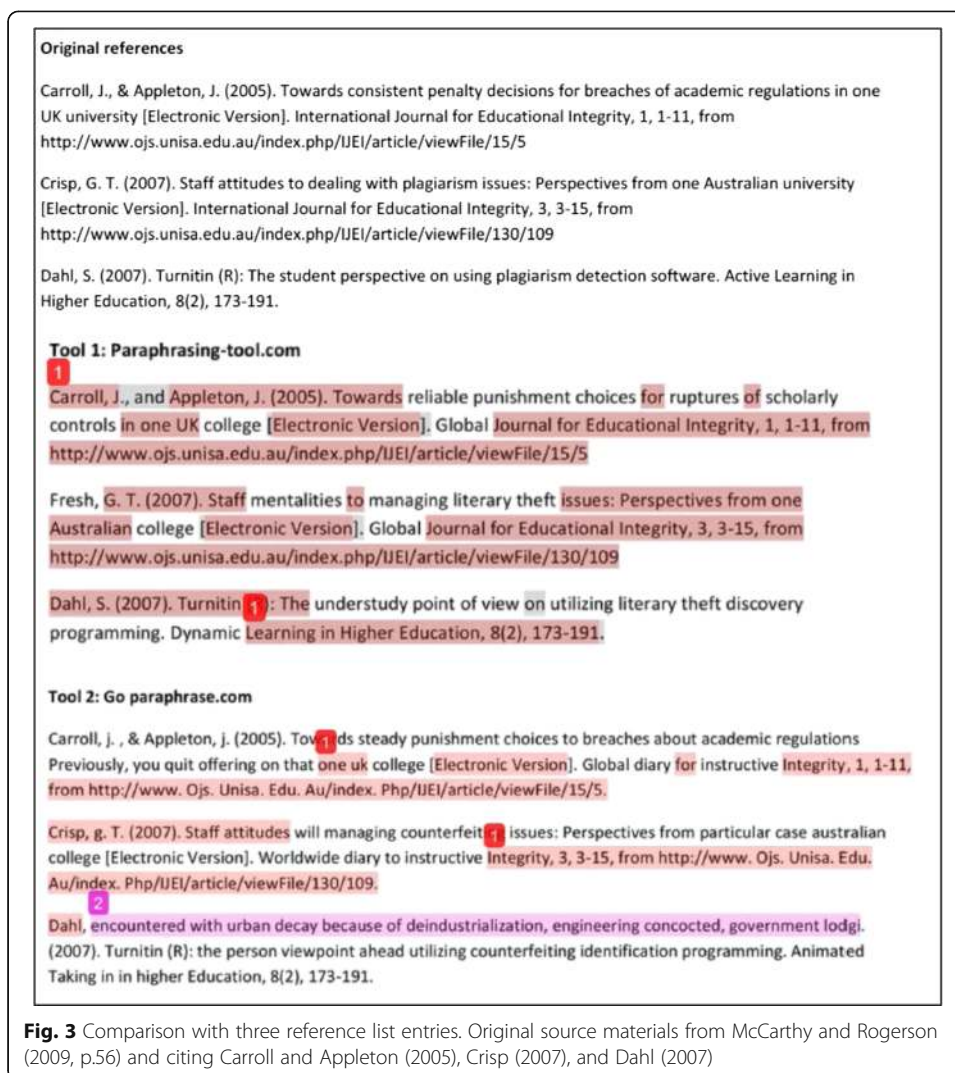 Original references
Carroll, J., & Appleton, J. (2005). Towards consistent penalty decisions for breaches of academic regulations in one
UK university [Electronic Version]. International Journal for Educational Integrity, 1, 1-11, from
http://www.ojs.unisa.edu.au/index.php/IJEI/article/viewFile/15/5
Crisp, G. T. (2007). Staff attitudes to dealing with plagiarism issues: Perspectives from one Australian university
[Electronic Version]. International Journal for Educational Integrity, 3, 3-15, from
http://www.ojs.unisa.edu.au/index.php/IJEI/article/viewFile/130/109
Dahl, S. (2007). Turnitin (R): The student perspective on using plagiarism detection software. Active Learning in
Higher Education, 8(2), 173-191.
Tool 1: Paraphrasing-tool.com
1
Carroll, J., and Appleton, J. (2005). Towards reliable punishment choices for ruptures of scholarly
controls in one UK college [Electronic Version]. Global Journal for Educational Integrity, 1, 1-11, from
http://www.ojs.unisa.edu.au/index.php/IJEI/article/viewFile/15/5
Fresh, G. T. (2007). Staff mentalities to managing literary theft issues: Perspectives from one
Australian college [Electronic Version]. Global Journal for Educational Integrity, 3, 3-15, from
http://www.ojs.unisa.edu.au/index.php/IJEI/article/viewFile/130/109
Dahl, S. (2007). Turnitin 1 ): The understudy point of view on utilizing literary theft discovery
programming. Dynamic Learning in Higher Education, 8(2), 173-191.
Tool 2: Go paraphrase.com
Carroll, j. , & Appleton, j. (2005). Tow 1 ds steady punishment choices to breaches about academic regulations
Previously, you quit offering on that one uk college [Electronic Version]. Global diary for instructive Integrity, 1, 1-11,
from http://www. Ojs. Unisa. Edu. Au/index. Php/IJEI/article/viewFile/15/5.
Crisp, g. T. (2007). Staff attitudes will managing counterfeit 1 issues: Perspectives from particular case australian
college [Electronic Version]. Worldwide diary to instructive Integrity, 3, 3-15, from http://www. Ojs. Unisa. Edu.
Au/index. Php/IJEI/article/viewFile/130/109.
2
Dahl, encountered with urban decay because of deindustrialization, engineering concocted, government lodgi.
(2007). Turnitin (R): the person viewpoint ahead utilizing counterfeiting identification programming. Animated
Taking in in higher Education, 8(2), 173-191.
Fig. 3 Comparison with three reference list entries. Original source materials from McCarthy and Rogerson
(2009, p.56) and citing Carroll and Appleton (2005), Crisp (2007), and Dahl (2007)